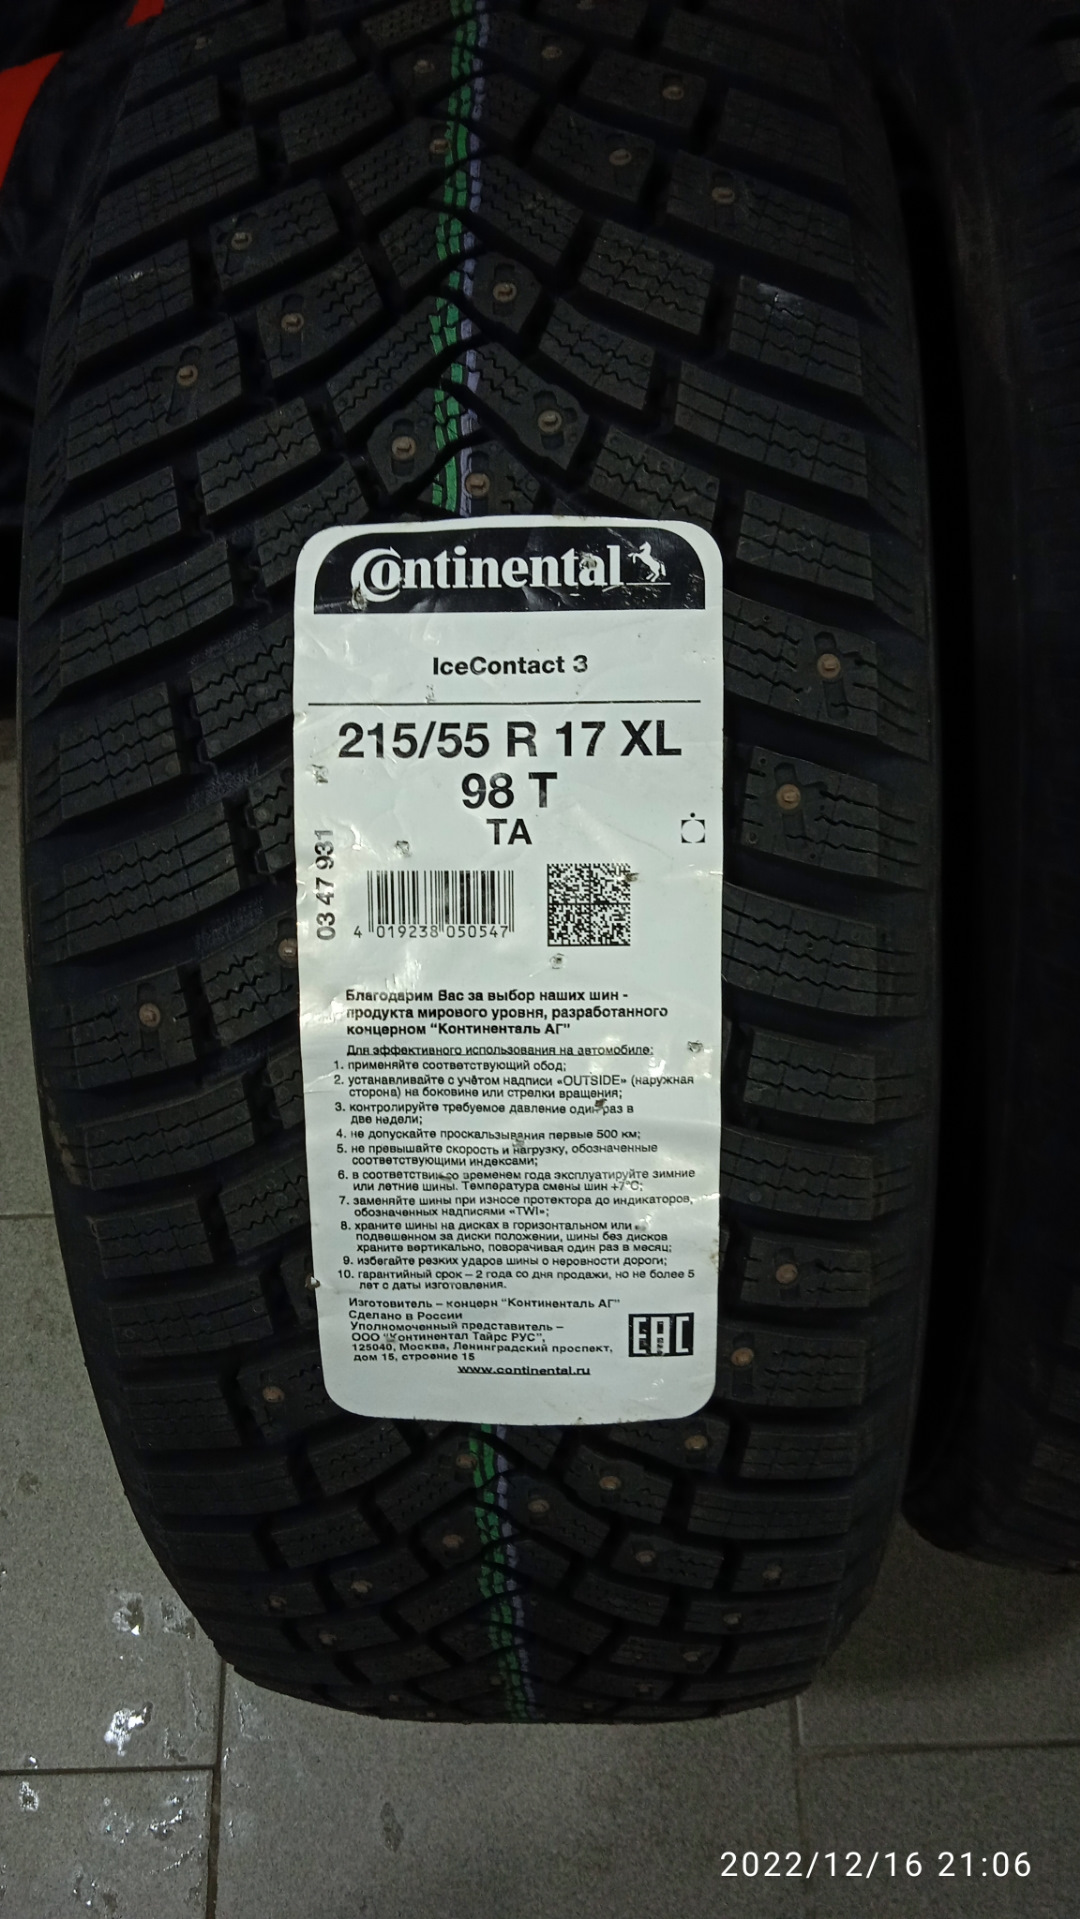 Continental
IceContact 3
215/55 R 17 XL
98 T
TA
03 47 931
4 019238 050547
Благодарим Вас за выбор наших шин -
продукта мирового уровня, разработанного
концерном "Континенталь АГ"
Для эффективного использования на автомобиле:
1. применяйте соответствующий обод;
2. устанавливайте с учётом надписи «OUTSIDE» (наружная
сторона) на боковине или стрелки вращения;
3. контролируйте требуемое давление один раз в
две недели;
4. не допускайте проскальзывания первые 500 км;
5. не превышайте скорость и нагрузку, обозначенные
соответствующими индексами;
6. в соответствии со временем года эксплуатируйте зимние
или летние шины. Температура смены шин +7°C;
7. заменяйте шины при износе протектора до индикаторов,
обозначенных надписями «TWI»;
8. храните шины на дисках в горизонтальном или
подвешенном за диски положении, шины без дисков
храните вертикально, поворачивая один раз в месяц;
9. избегайте резких ударов шины о неровности дороги;
10. гарантийный срок – 2 года со дня продажи, но не более 5
лет с даты изготовления.
Изготовитель – концерн "Континенталь АГ"
Сделано в России
Уполномоченный представитель –
ООО "Континентал Тайрс РУС",
125040, Москва, Ленинградский проспект,
дом 15, строение 15
www.continental.ru
EAC
2022/12/16 21:06